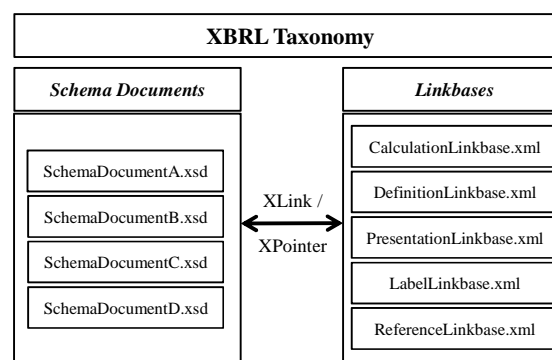 XBRL Taxonomy
Schema Documents
SchemaDocumentA.xsd
SchemaDocumentB.xsd
SchemaDocumentC.xsd
SchemaDocumentD.xsd
XLink /
XPointer
Linkbases
CalculationLinkbase.xml
DefinitionLinkbase.xml
PresentationLinkbase.xml
LabelLinkbase.xml
ReferenceLinkbase.xml